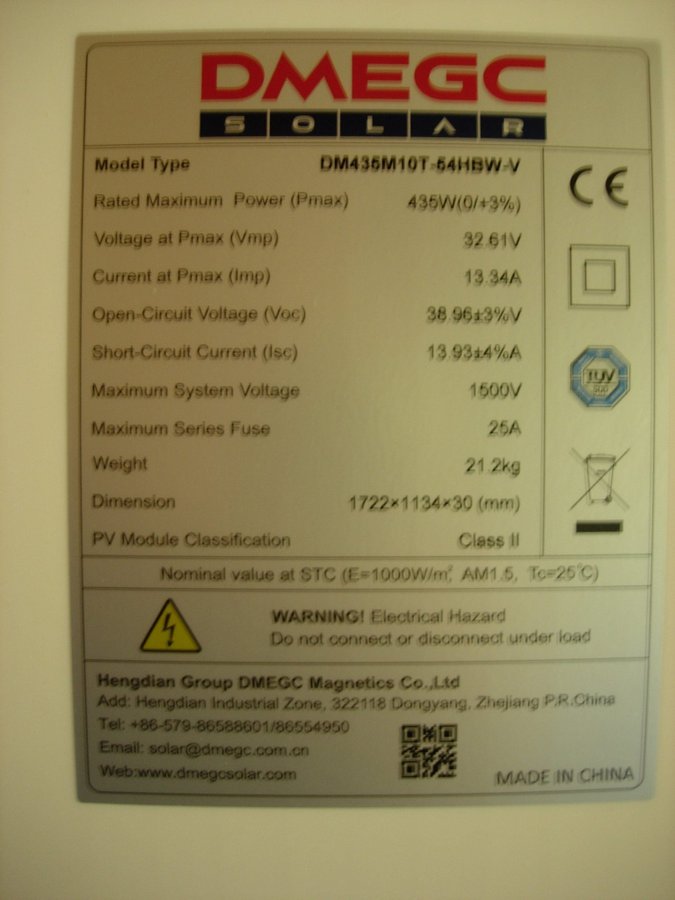 DMEGC
SOLAR
Model Type DM435M10T-54HBW-V
Rated Maximum Power (Pmax) 435W(0/+3%)
Voltage at Pmax (Vmp) 32.61V
Current at Pmax (Imp) 13.34A
Open-Circuit Voltage (Voc) 38.96±3%V
Short-Circuit Current (Isc) 13.93±4%A
Maximum System Voltage 1500V
Maximum Series Fuse 25A
Weight 21.2kg
Dimension 1722×1134×30 (mm)
PV Module Classification Class II
CE
TÜV
SÜD
Nominal value at STC (E=1000W/m², AM1.5, Tc=25℃)
WARNING! Electrical Hazard
Do not connect or disconnect under load
Hengdian Group DMEGC Magnetics Co.,Ltd
Add: Hengdian Industrial Zone, 322118 Dongyang, Zhejiang P.R.China
Tel: +86-579-86588601/86554950
Email: solar@dmegc.com.cn
Web:www.dmegcsolar.com
MADE IN CHINA